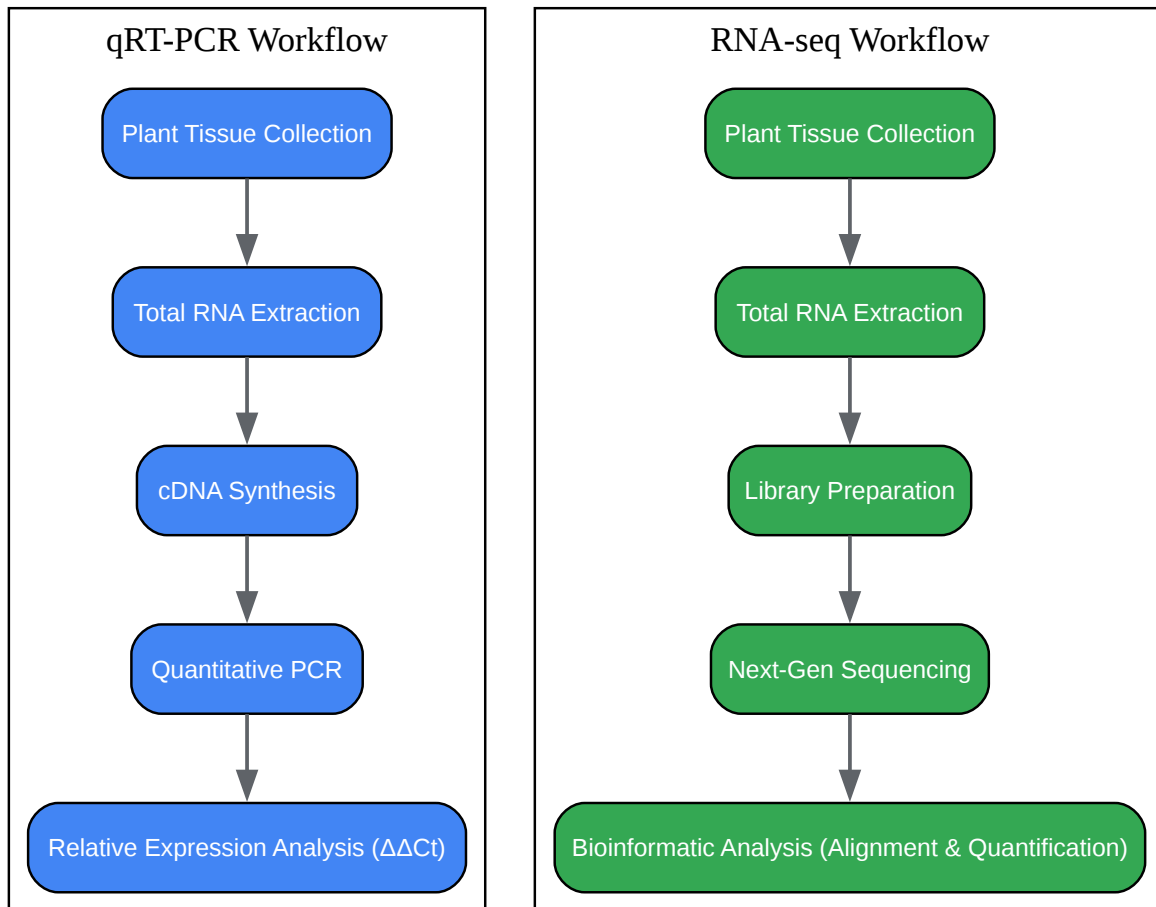 qRT-PCR Workflow
Plant Tissue Collection
Total RNA Extraction
cDNA Synthesis
Quantitative PCR
Relative Expression Analysis (ΔΔCt)
RNA-seq Workflow
Plant Tissue Collection
Total RNA Extraction
Library Preparation
Next-Gen Sequencing
Bioinformatic Analysis (Alignment & Quantification)